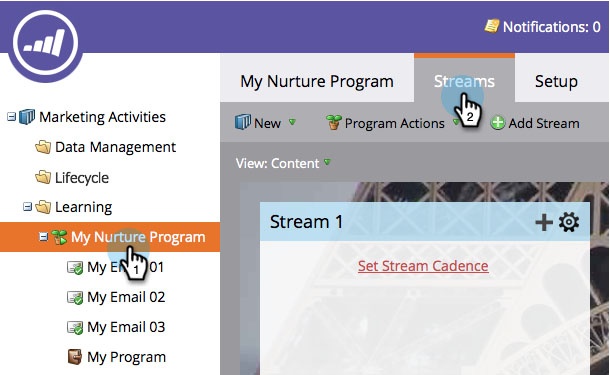 Notifications: 0
My Nurture Program
Streams
Setup
2
New
Program Actions
Add Stream
View: Content
Stream 1
Set Stream Cadence
Marketing Activities
Data Management
Lifecycle
Learning
My Nurture Program
1
My Email 01
My Email 02
My Email 03
My Program